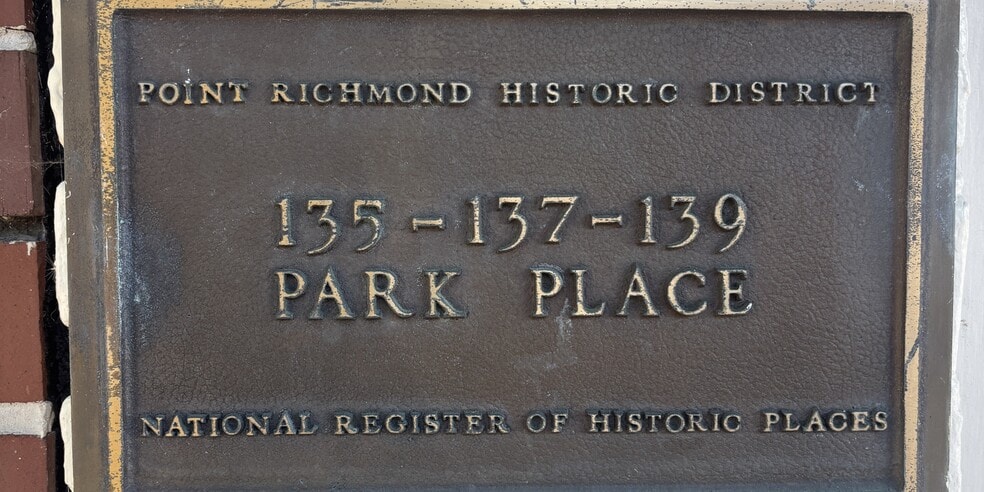 POINT RICHMOND HISTORIC DISTRICT
135-137-139
PARK PLACE
NATIONAL REGISTER OF HISTORIC PLACES